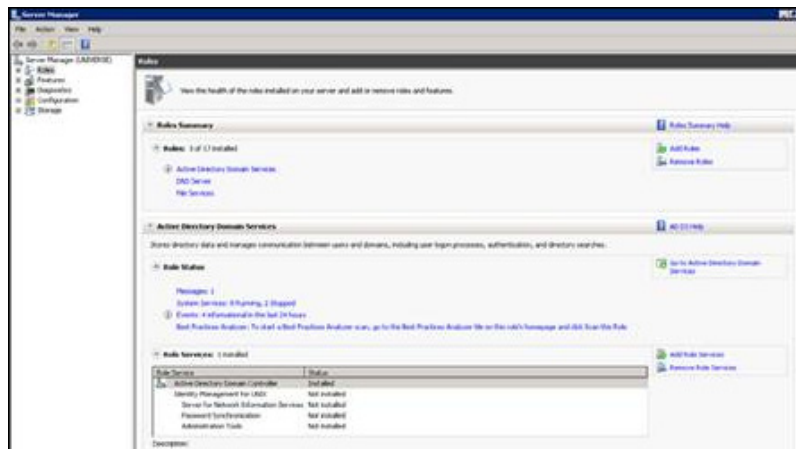 Server Manager
File Action View Help
Server Manager (UNIVERSE)
Roles
Features
Diagnostics
Configuration
Storage
Roles
View the health of the roles installed on your server and add or remove roles and features.
Roles Summary
Roles Summary Help
Roles: 3 of 17 installed
Add Roles
Remove Roles
Active Directory Domain Services
DNS Server
File Services
Active Directory Domain Services
AD DS Help
Stores directory data and manages communication between users and domains, including user logon processes, authentication, and directory searches.
Role Status
Go to Active Directory Domain Services
Messages: 1
System Services: 8 Running, 2 Stopped
Events: 4 informational in the last 24 hours
Best Practices Analyzer: To start a Best Practices Analyzer scan, go to the Best Practices Analyzer tile on this role's homepage and click Scan this Role
Role Services: 1 installed
Add Role Services
Remove Role Services
Role Service Status
Active Directory Domain Controller Installed
Identity Management for UNIX Not installed
Server for Network Information Services Not installed
Password Synchronization Not installed
Administration Tools Not installed
Description: